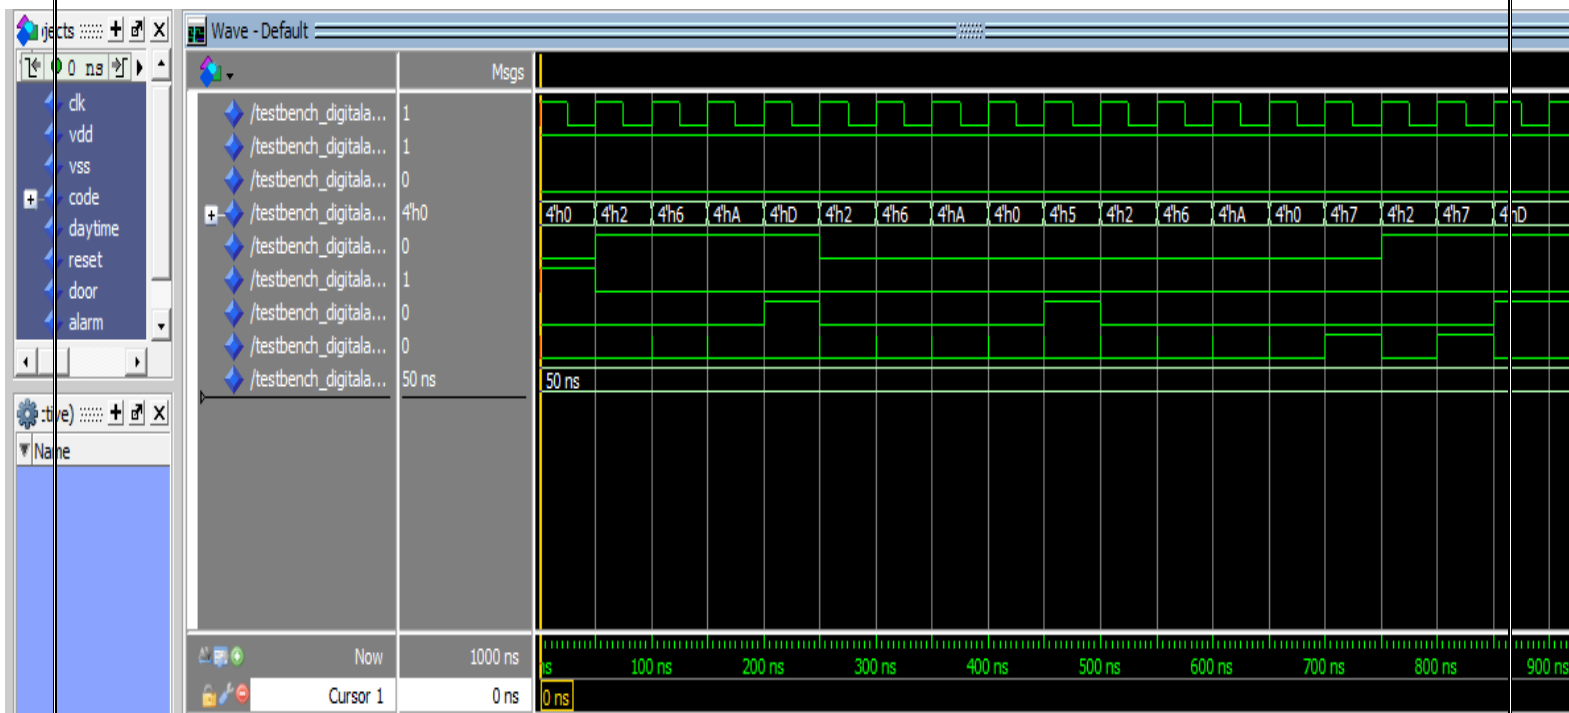 jects
Wave - Default
0 ns
Msgs
clk
vdd
vss
code
daytime
reset
door
alarm
/testbench_digitala... 1
/testbench_digitala... 1
/testbench_digitala... 0
/testbench_digitala... 4'h0 4'h0 4'h2 4'h6 4'hA 4'hD 4'h2 4'h6 4'hA 4'h0 4'h5 4'h2 4'h6 4'hA 4'h0 4'h7 4'h2 4'h7 4'hD
/testbench_digitala... 0
/testbench_digitala... 1
/testbench_digitala... 0
/testbench_digitala... 0
/testbench_digitala... 50 ns 50 ns
:tive)
Name
Now 1000 ns ns 100 ns 200 ns 300 ns 400 ns 500 ns 600 ns 700 ns 800 ns 900 ns
Cursor 1 0 ns 0 ns